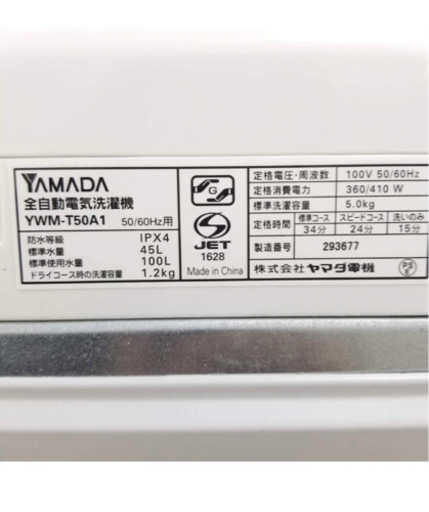 YAMADA
全自動電気洗濯機
YWM-T50A1 50/60Hz用
防水等級 IPX4
標準水量 45L
標準使用水量 100L
ドライコース時の洗濯容量 1.2kg
G
S
JET
1628
Made in China
定格電圧・周波数 100V 50/60Hz
定格消費電力 360/410 W
標準洗濯容量 5.0kg
定格時間 標準コース スピードコース 洗いのみ
34分 24分 15分
製造番号 293677
株式会社 ヤマダ電機
PS
E